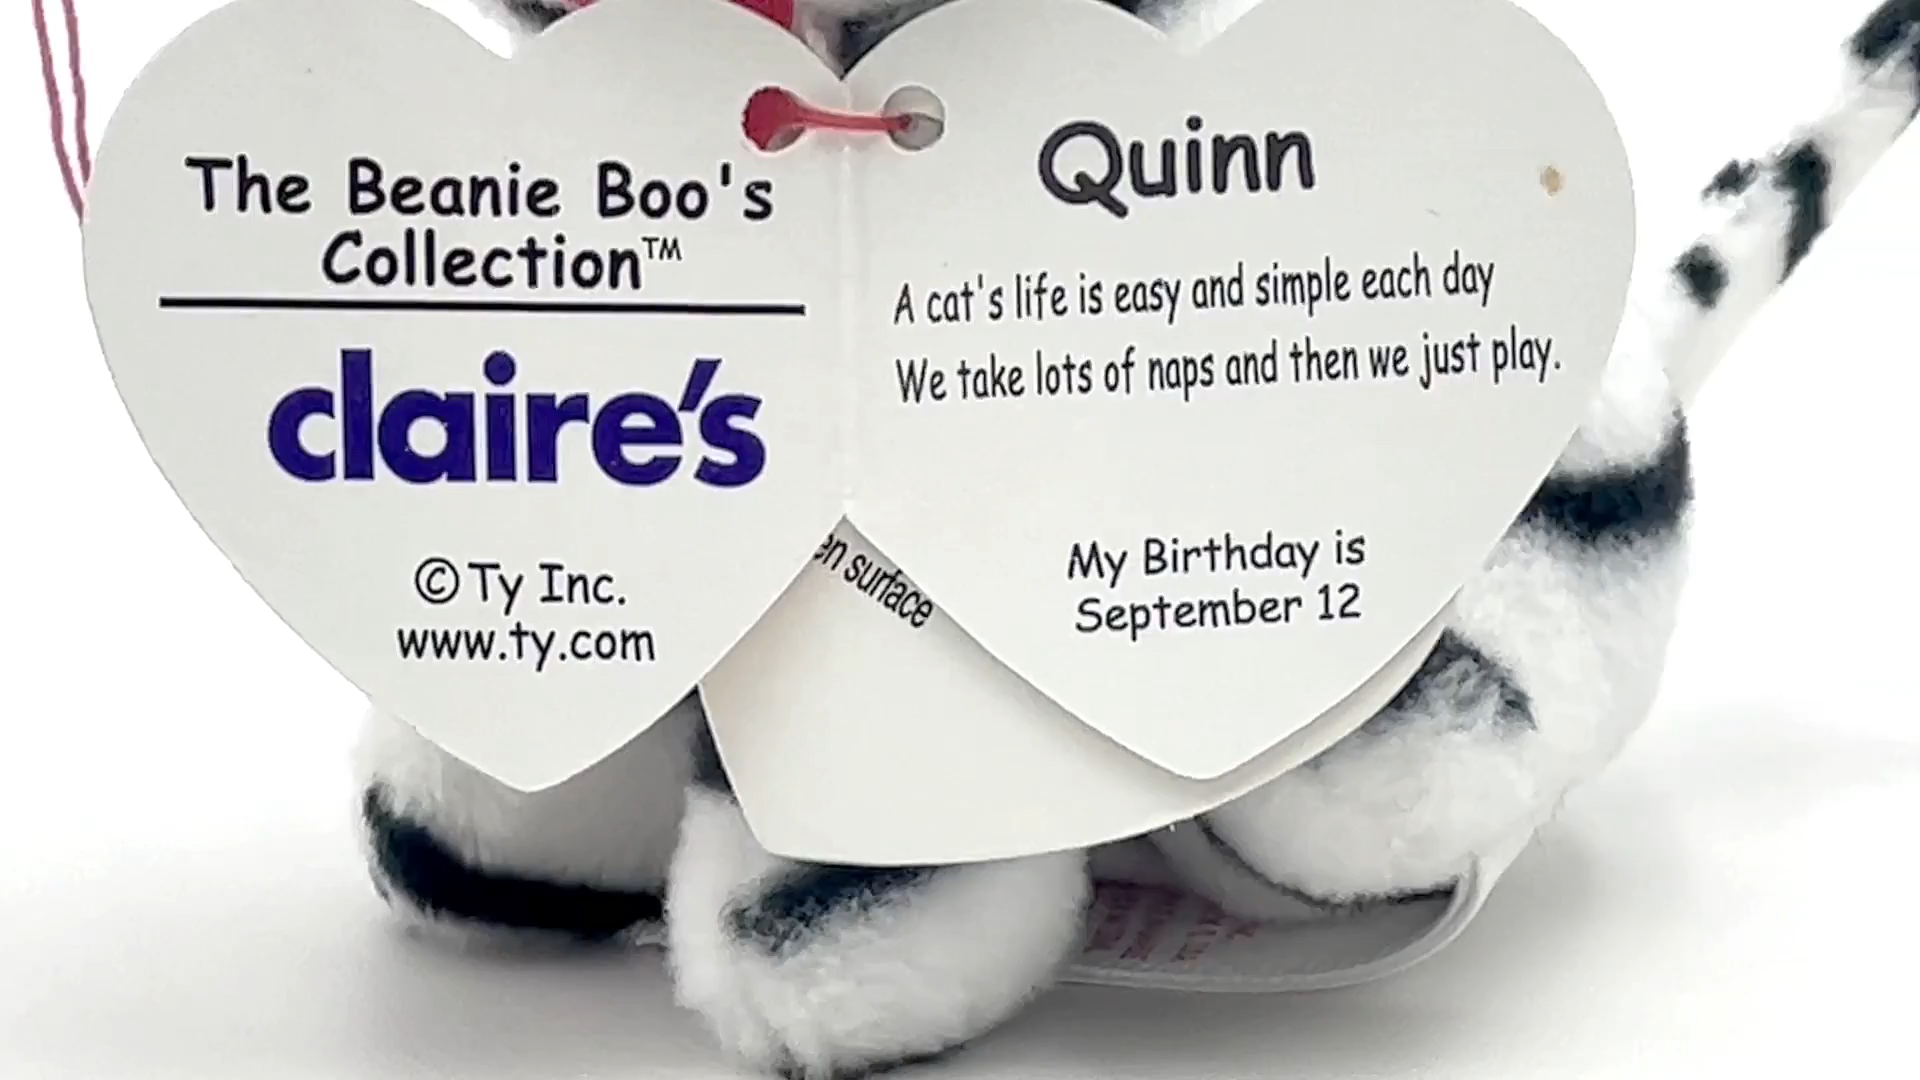 The Beanie Boo's
Collection™
claire's
© Ty Inc.
www.ty.com
Quinn
A cat's life is easy and simple each day
We take lots of naps and then we just play.
My Birthday is
September 12
surface